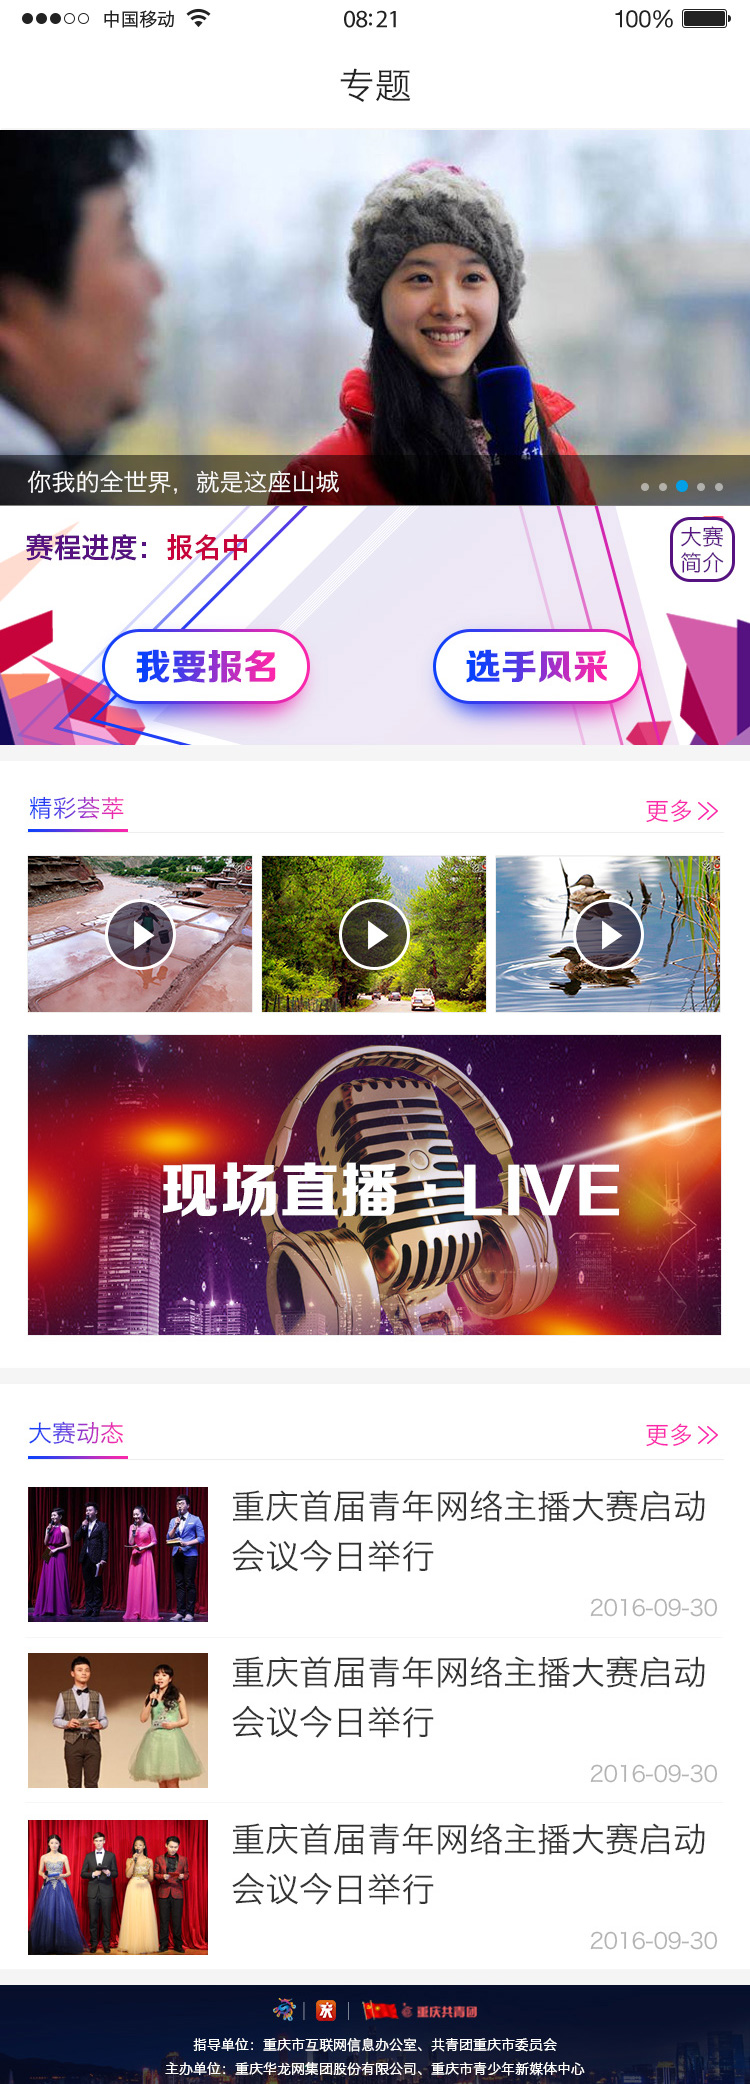 中国移动 08:21 100%
专题
你我的全世界，就是这座山城
赛程进度：报名中
大赛
简介
我要报名 选手风采
精彩荟萃 更多
现场直播·LIVE
大赛动态 更多
重庆首届青年网络主播大赛启动
会议今日举行
2016-09-30
重庆首届青年网络主播大赛启动
会议今日举行
2016-09-30
重庆首届青年网络主播大赛启动
会议今日举行
2016-09-30
重庆共青团
指导单位：重庆市互联网信息办公室、共青团重庆市委员会
主办单位：重庆华龙网集团股份有限公司、重庆市青少年新媒体中心